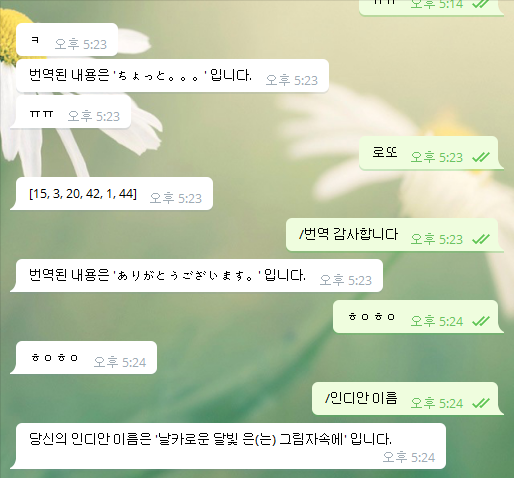 ㅠㅠ 오후 5:14
ㅋ 오후 5:23
번역된 내용은 'ちょっと。。。' 입니다. 오후 5:23
ㅠㅠ 오후 5:23
로또 오후 5:23
[15, 3, 20, 42, 1, 44] 오후 5:23
/번역 감사합니다 오후 5:23
번역된 내용은 'ありがとうございます。' 입니다. 오후 5:23
ㅎㅇㅎㅇ 오후 5:24
ㅎㅇㅎㅇ 오후 5:24
/인디안 이름 오후 5:24
당신의 인디안 이름은 '날카로운 달빛 은(는) 그림자속에' 입니다.
오후 5:24